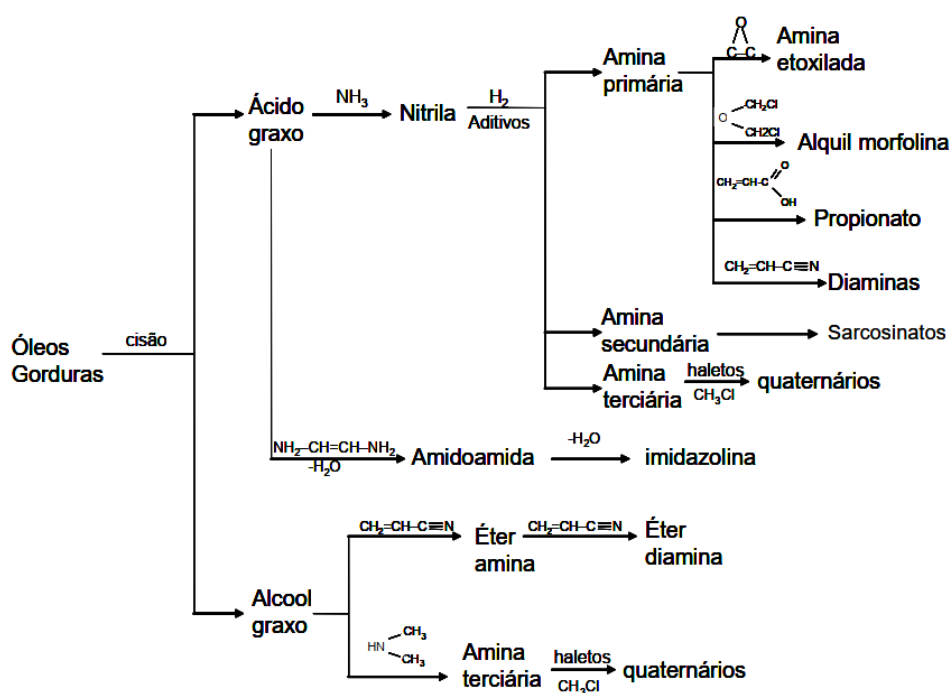 Óleos
Gorduras
cisão
Ácido
graxo
NH₃
Nitrila
H₂
Aditivos
Amina
primária
O
C–C
Amina
etoxilada
CH₂Cl
O
CH2Cl
Alquil morfolina
CH₂=CH–C
O
OH
Propionato
CH₂=CH–C≡N
Diaminas
Amina
secundária
Sarcosinatos
Amina
terciária
haletos
CH₃Cl
quaternários
NH₂–CH=CH–NH₂
-H₂O
Amidoamida
-H₂O
imidazolina
Alcool
graxo
CH₂=CH–C≡N
Éter
amina
CH₂=CH–C≡N
Éter
diamina
HN
CH₃
CH₃
Amina
terciária
haletos
CH₃Cl
quaternários